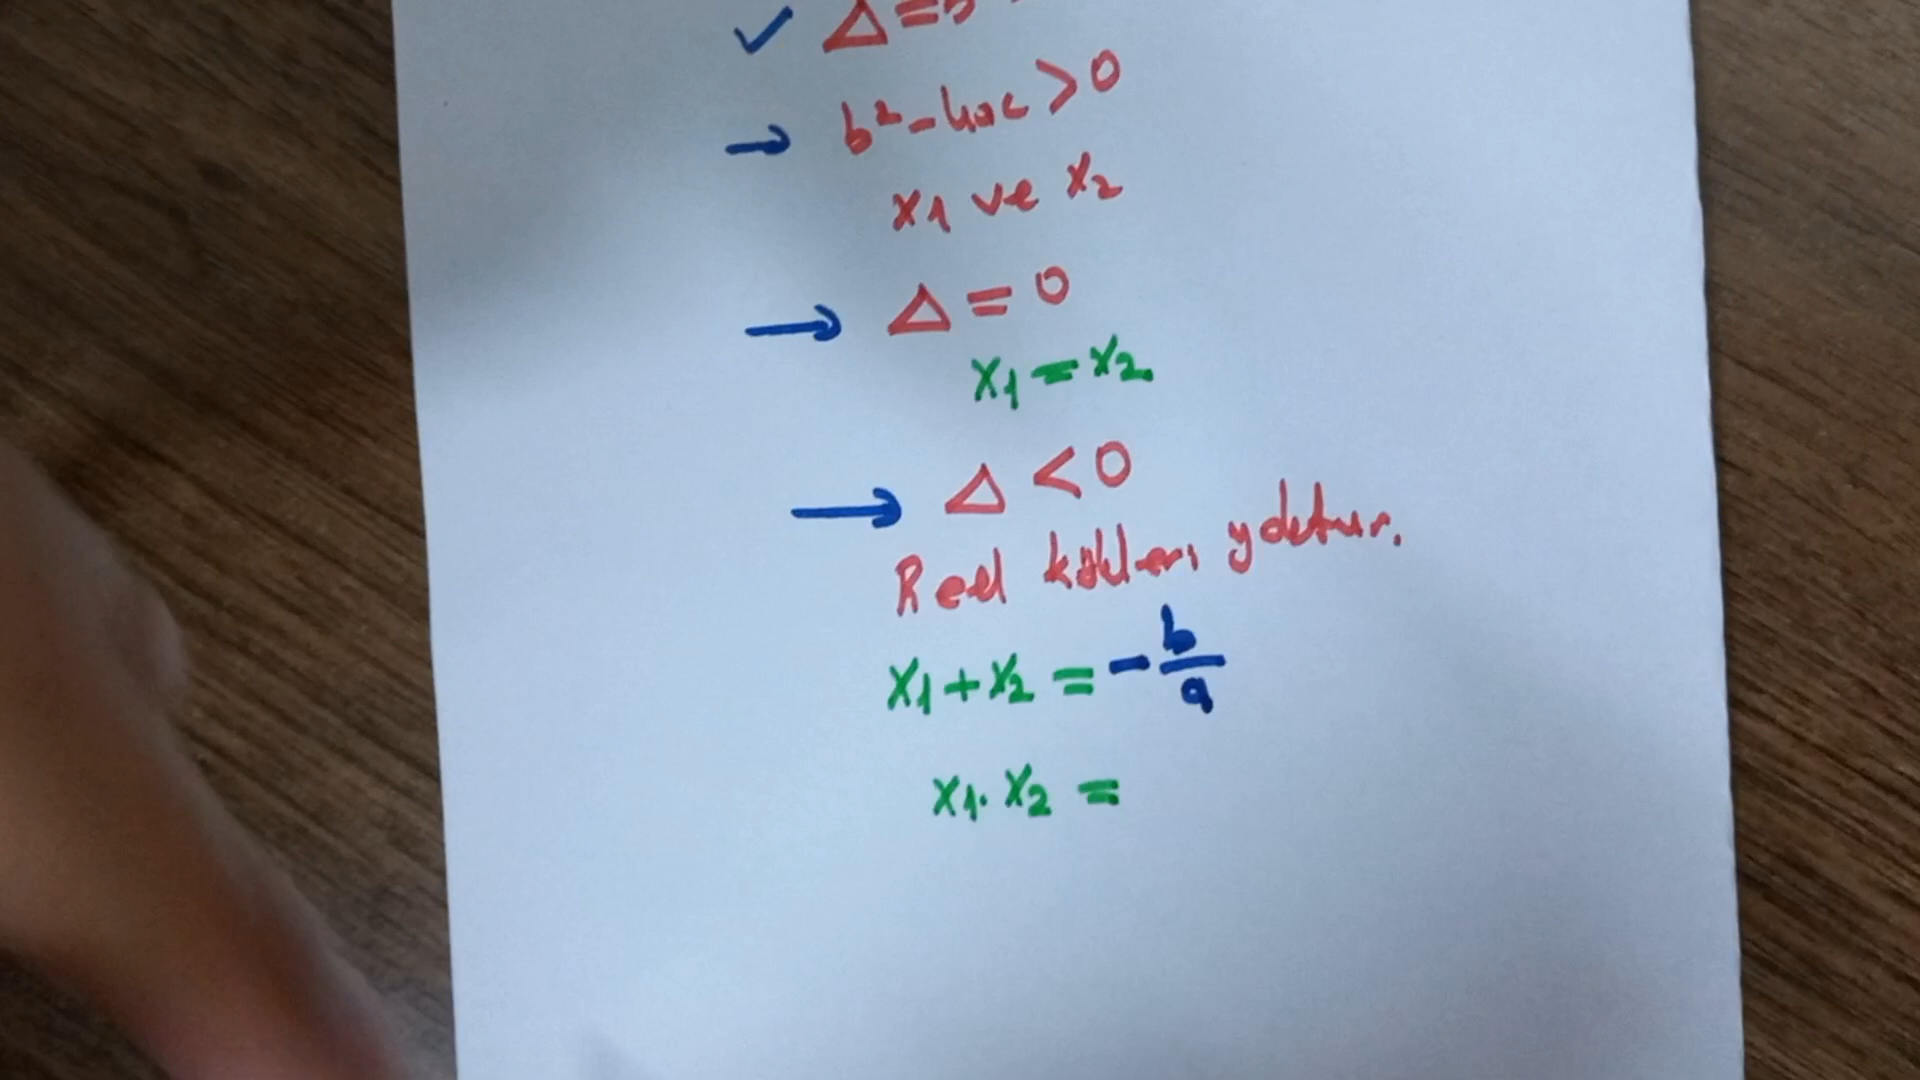 ✓ Δ = b
→ b² - 4ac > 0
x₁ ve x₂
→ Δ = 0
x₁ = x₂
→ Δ < 0
Reel kökleri yoktur.
x₁ + x₂ = - b/a
x₁ . x₂ =